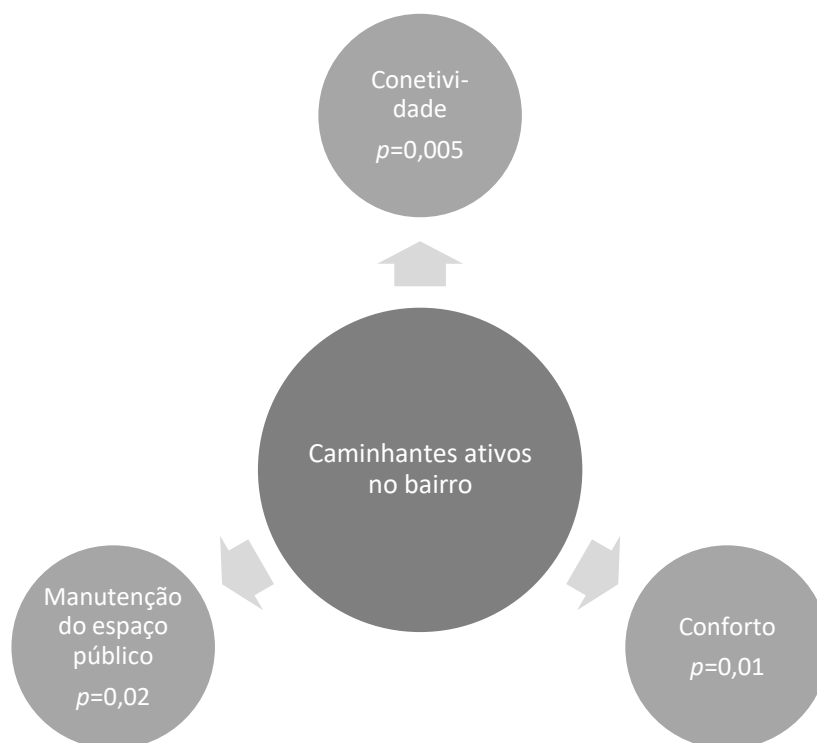 Conetivi-
dade
p=0,005
Caminhantes ativos
no bairro
Manutenção
do espaço
público
p=0,02
Conforto
p=0,01